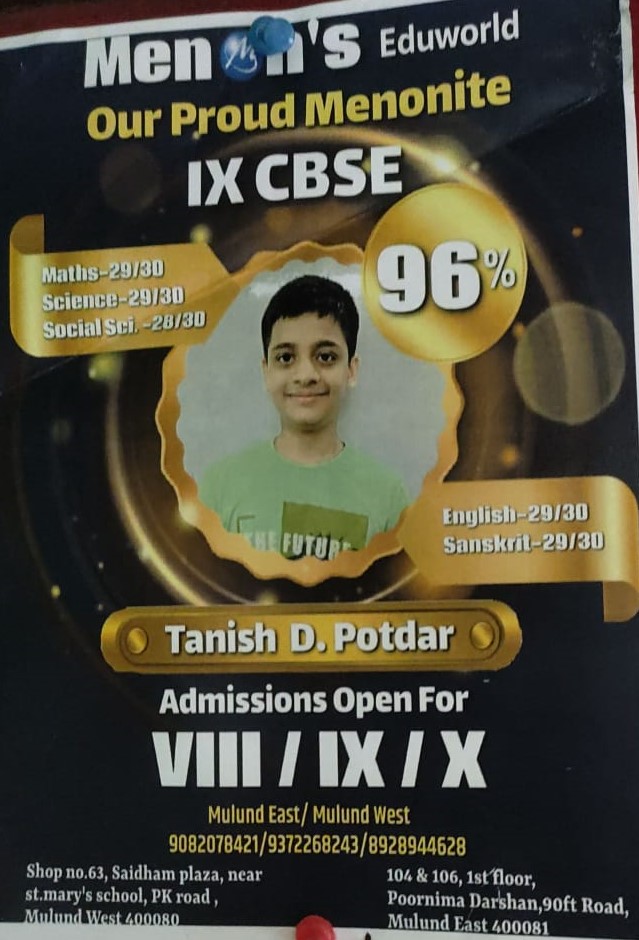 Menon's Eduworld
Our Proud Menonite
IX CBSE
96%
Maths-29/30
Science-29/30
Social Sci. -28/30
THE FUTURE
English-29/30
Sanskrit-29/30
Tanish D. Potdar
Admissions Open For
VIII / IX / X
Mulund East/ Mulund West
9082078421/9372268243/8928944628
Shop no.63, Saidham plaza, near
st.mary's school, PK road ,
Mulund West 400080
104 & 106, 1st floor,
Poornima Darshan,90ft Road,
Mulund East 400081